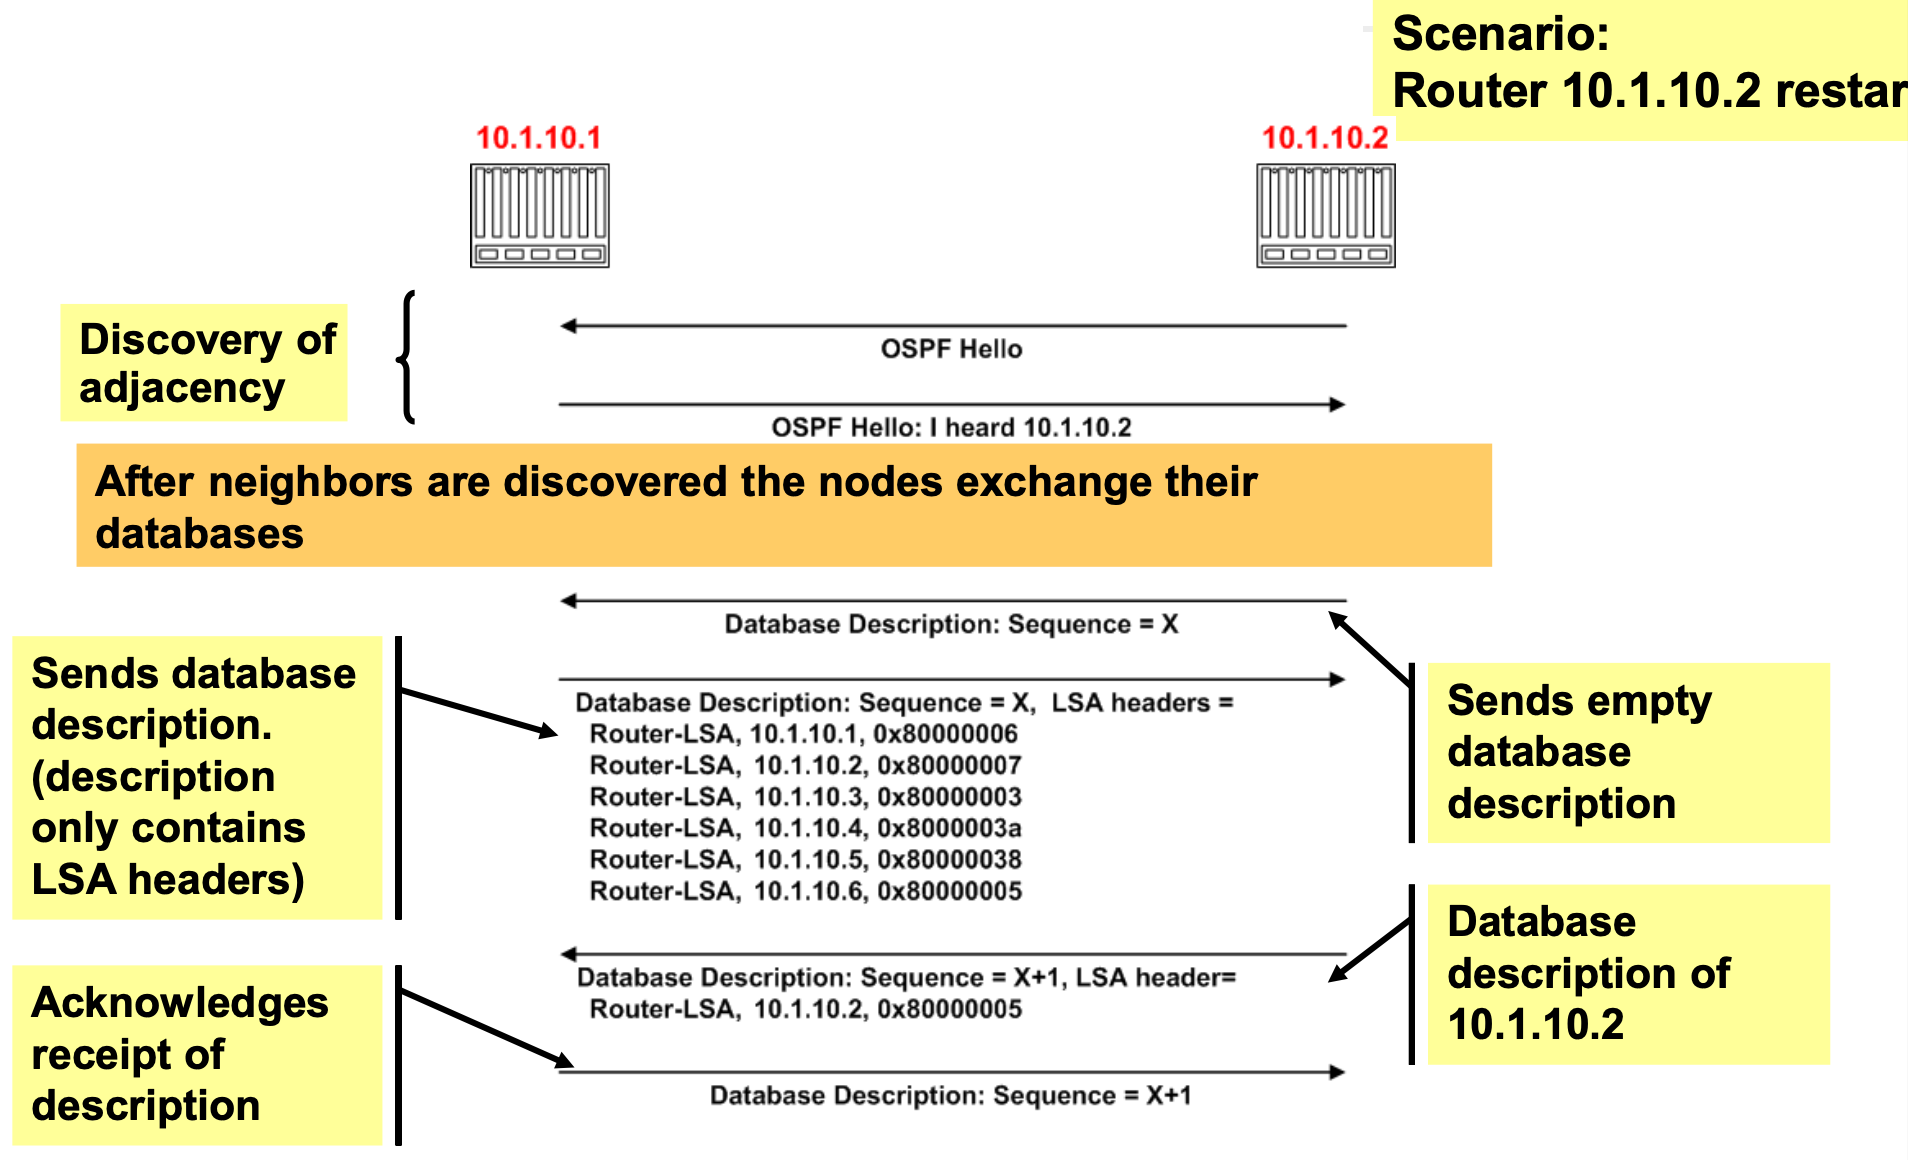 Scenario:
Router 10.1.10.2 restar
10.1.10.1
10.1.10.2
Discovery of
adjacency
OSPF Hello
OSPF Hello: I heard 10.1.10.2
After neighbors are discovered the nodes exchange their
databases
Database Description: Sequence = X
Sends database
description.
(description
only contains
LSA headers)
Database Description: Sequence = X, LSA headers =
Router-LSA, 10.1.10.1, 0x80000006
Router-LSA, 10.1.10.2, 0x80000007
Router-LSA, 10.1.10.3, 0x80000003
Router-LSA, 10.1.10.4, 0x8000003a
Router-LSA, 10.1.10.5, 0x80000038
Router-LSA, 10.1.10.6, 0x80000005
Sends empty
database
description
Database Description: Sequence = X+1, LSA header=
Router-LSA, 10.1.10.2, 0x80000005
Database
description of
10.1.10.2
Acknowledges
receipt of
description
Database Description: Sequence = X+1